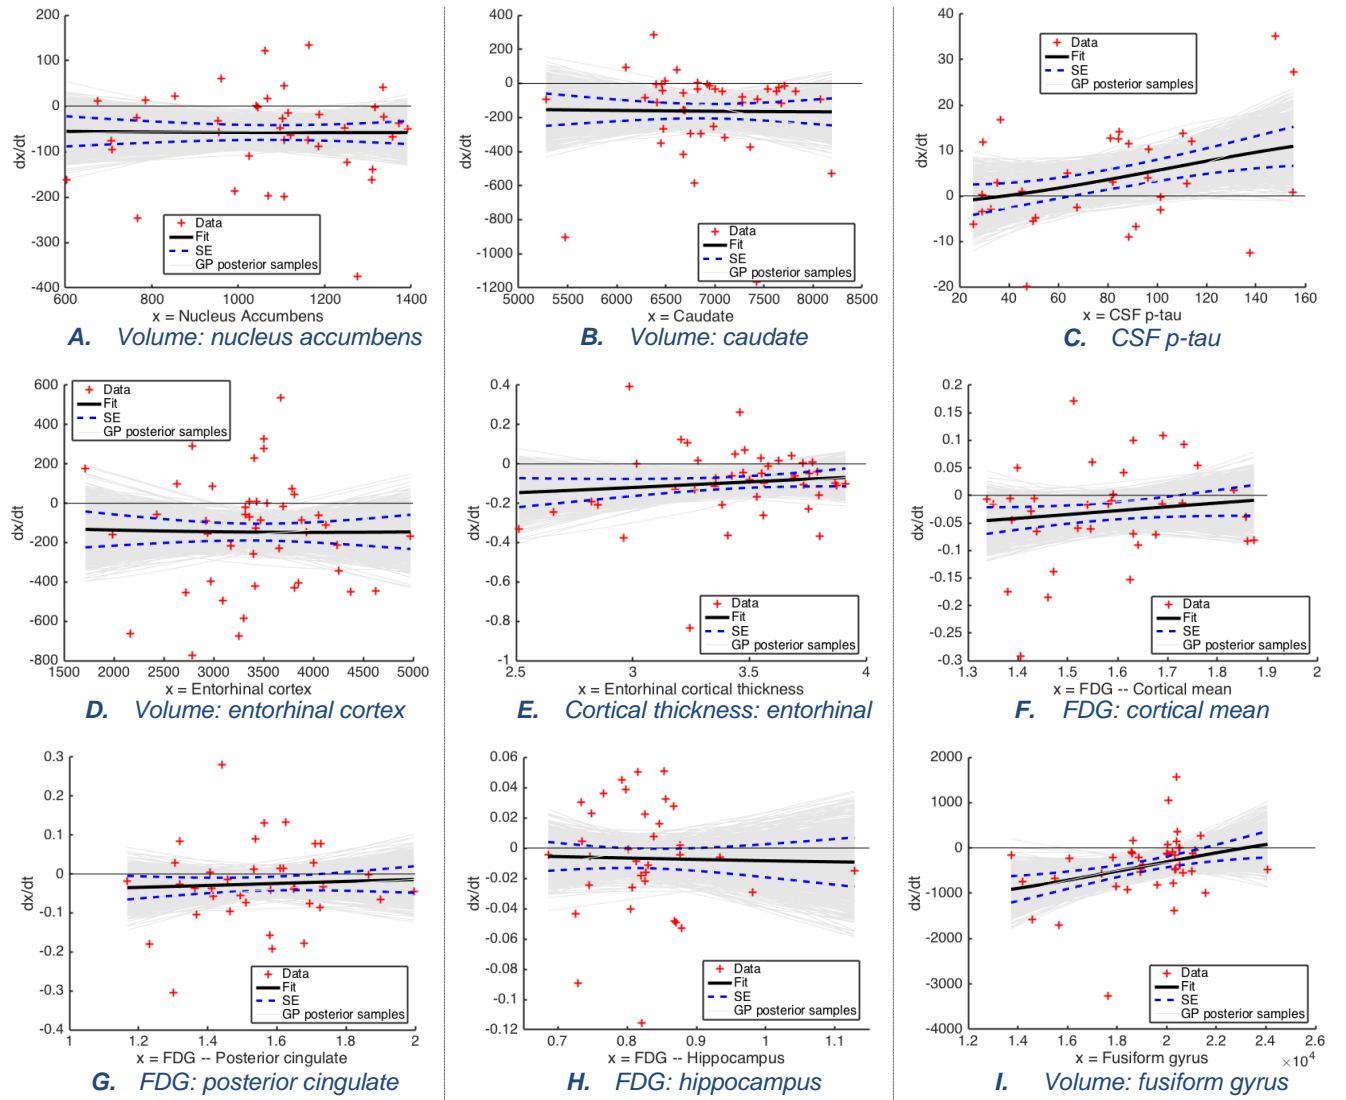 200
100
0
-100
-200
-300
-400
dx/dt
Data
Fit
SE
GP posterior samples
600 800 1000 1200 1400
x = Nucleus Accumbens
A. Volume: nucleus accumbens
400
200
0
-200
-400
-600
-800
-1000
-1200
dx/dt
Data
Fit
SE
GP posterior samples
5000 5500 6000 6500 7000 7500 8000 8500
x = Caudate
B. Volume: caudate
40
30
20
10
0
-10
-20
dx/dt
Data
Fit
SE
GP posterior samples
20 40 60 80 100 120 140 160
x = CSF p-tau
C. CSF p-tau
600
400
200
0
-200
-400
-600
-800
dx/dt
Data
Fit
SE
GP posterior samples
1500 2000 2500 3000 3500 4000 4500 5000
x = Entorhinal cortex
D. Volume: entorhinal cortex
0.4
0.2
0
-0.2
-0.4
-0.6
-0.8
-1
dx/dt
Data
Fit
SE
GP posterior samples
2.5 3 3.5 4
x = Entorhinal cortical thickness
E. Cortical thickness: entorhinal
0.2
0.15
0.1
0.05
0
-0.05
-0.1
-0.15
-0.2
-0.25
-0.3
dx/dt
Data
Fit
SE
GP posterior samples
1.3 1.4 1.5 1.6 1.7 1.8 1.9 2
x = FDG -- Cortical mean
F. FDG: cortical mean
0.3
0.2
0.1
0
-0.1
-0.2
-0.3
-0.4
dx/dt
Data
Fit
SE
GP posterior samples
1 1.2 1.4 1.6 1.8 2
x = FDG -- Posterior cingulate
G. FDG: posterior cingulate
0.06
0.04
0.02
0
-0.02
-0.04
-0.06
-0.08
-0.1
-0.12
dx/dt
Data
Fit
SE
GP posterior samples
0.7 0.8 0.9 1 1.1
x = FDG -- Hippocampus
H. FDG: hippocampus
2000
1000
0
-1000
-2000
-3000
-4000
dx/dt
Data
Fit
SE
GP posterior samples
1.2 1.4 1.6 1.8 2 2.2 2.4 2.6
x = Fusiform gyrus
×10⁴
I. Volume: fusiform gyrus